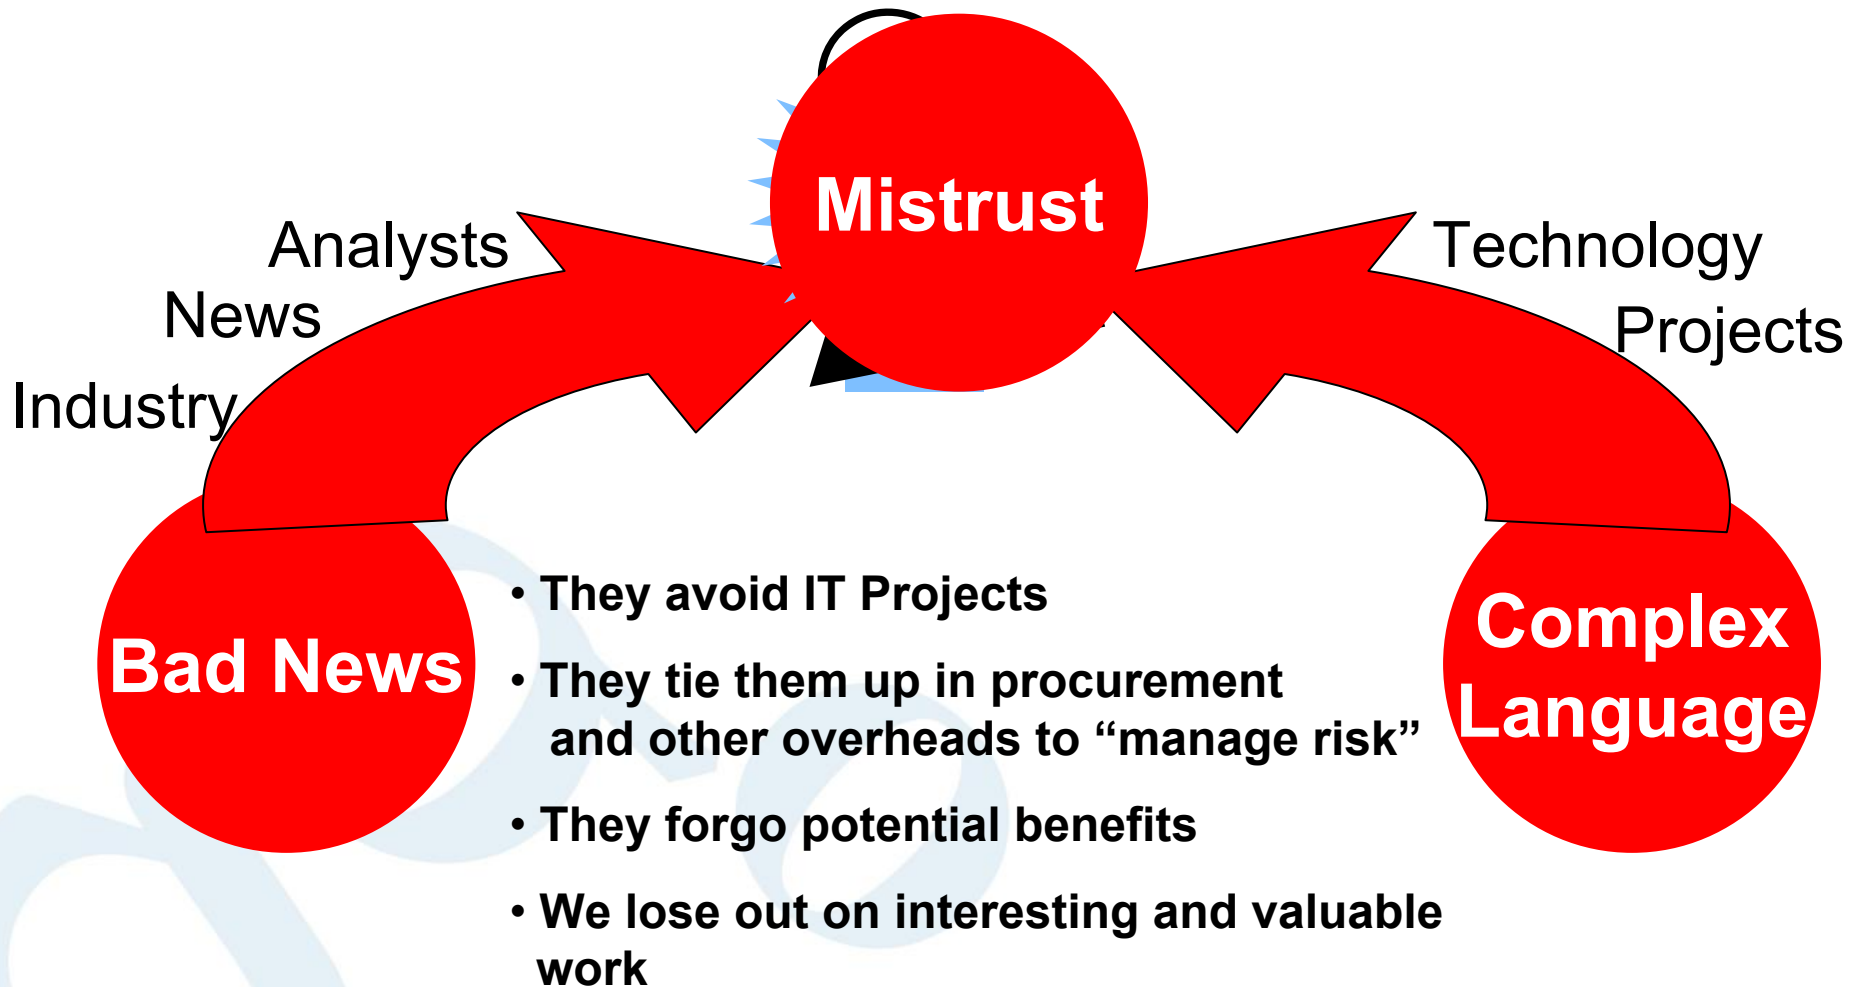 Mistrust
Analysts
News
Industry
Technology
Projects
Bad News
Complex
Language
• They avoid IT Projects
• They tie them up in procurement
and other overheads to “manage risk”
• They forgo potential benefits
• We lose out on interesting and valuable
work